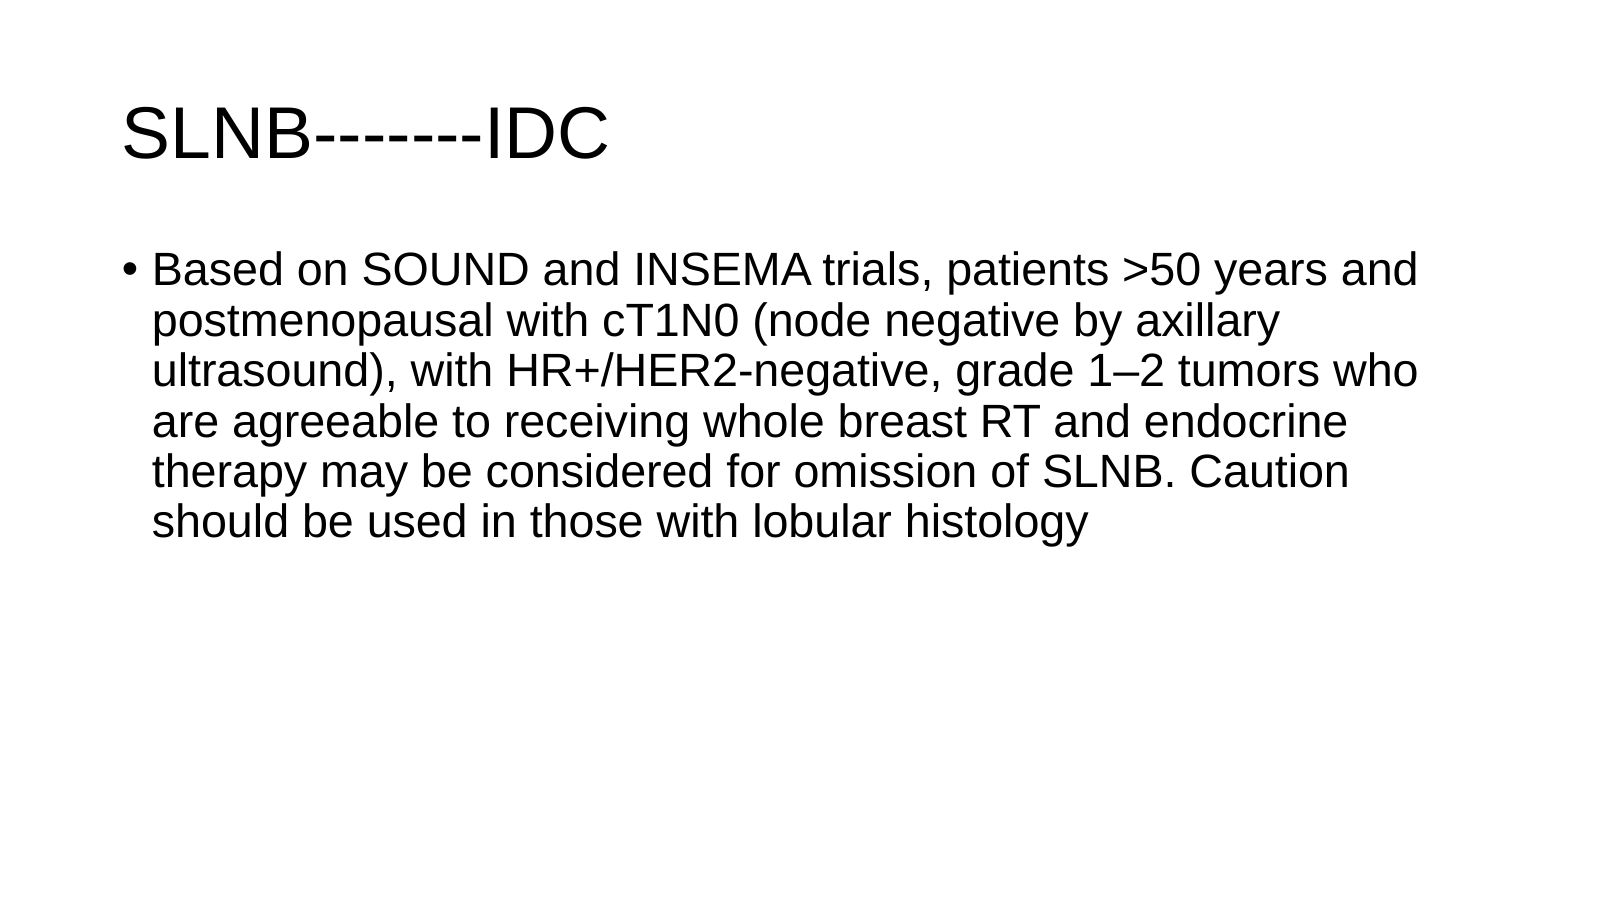 SLNB-------IDC
• Based on SOUND and INSEMA trials, patients >50 years and
postmenopausal with cT1N0 (node negative by axillary
ultrasound), with HR+/HER2-negative, grade 1–2 tumors who
are agreeable to receiving whole breast RT and endocrine
therapy may be considered for omission of SLNB. Caution
should be used in those with lobular histology